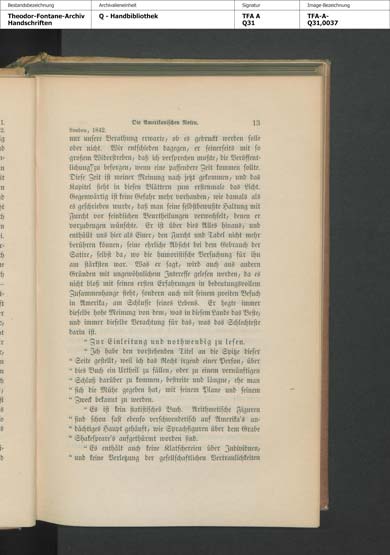 Bestandsbezeichnung Archivalieneinheit Signatur Image-Bezeichnung
Theodor-Fontane-Archiv Q - Handbibliothek TFA A TFA-A-
Handschriften Q31 Q31,0037
Die Amerikanischen Noten. 13
London, 1842.
nur unsere Berathung erwarte, ob es gedruckt werden solle
oder nicht. Wir entschieden dagegen, er seinerseits mit so
großem Widerstreben, daß ich versprechen mußte, die Veröffent-
lichung zu besorgen, wenn eine passendere Zeit kommen sollte.
Diese Zeit ist meiner Meinung nach jetzt gekommen, und das
Kapitel sieht in diesen Blättern zum erstenmale das Licht.
Gegenwärtig ist keine Gefahr mehr vorhanden, wie damals als
es geschrieben wurde, daß man seine selbstbewußte Haltung mit
Furcht vor feindlichen Beurtheilungen verwechselt, denen er
vorzubeugen wünschte. Er ist über dies Alles hinaus, und
enthüllt uns hier als Einer, den Furcht und Tadel nicht mehr
berühren können, seine ehrliche Absicht bei dem Gebrauch der
Satire, selbst da, wo die humoristische Versuchung für ihn
am stärksten war. Was er sagt, wird auch aus andern
Gründen mit ungewöhnlichem Interesse gelesen werden, da es
nicht bloß mit seinen ersten Erfahrungen in bedeutungsvollem
Zusammenhange steht, sondern auch mit seinem zweiten Besuch
in Amerika, am Schlusse seines Lebens. Er hegte immer
dieselbe hohe Meinung von dem, was in diesem Lande das Beste,
und immer dieselbe Verachtung für das, was das Schlechteste
darin ist.
"Zur Einleitung und nothwendig zu lesen.
"Ich habe den vorstehenden Titel an die Spitze dieser
"Seite gestellt, weil ich das Recht irgend einer Person, über
"dies Buch ein Urtheil zu fällen, oder zu einem vernünftigen
"Schluß darüber zu kommen, bestreite und läugne, ehe man
"sich die Mühe gegeben hat, mit seinem Plane und seinem
"Zweck bekannt zu werden.
"Es ist kein statistisches Buch. Arithmetische Figuren
"sind schon fast ebenso verschwenderisch auf Amerika's an-
"dächtiges Haupt gehäuft, wie Sprachfiguren über dem Grabe
"Shakespeare's aufgethürmt worden sind.
"Es enthält auch keine Klatschereien über Individuen,
"und keine Verletzung der gesellschaftlichen Vertraulichkeiten